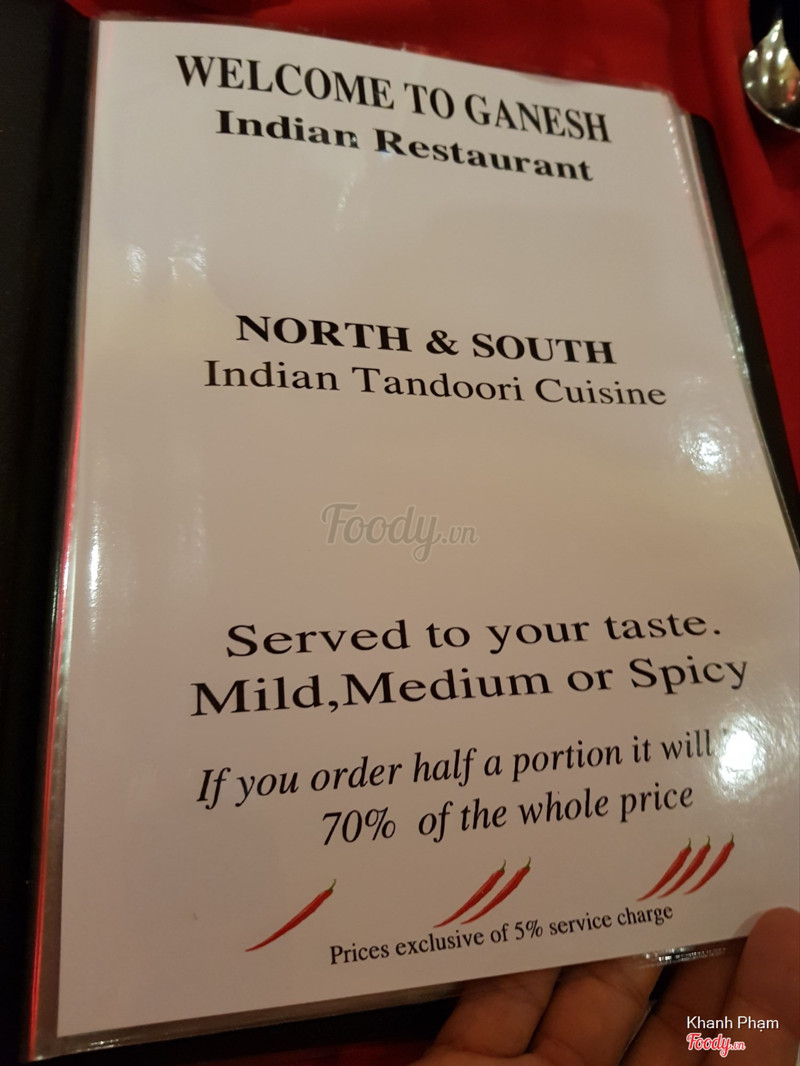 WELCOME TO GANESH
Indian Restaurant
NORTH & SOUTH
Indian Tandoori Cuisine
Foody.vn
Served to your taste.
Mild,Medium or Spicy
If you order half a portion it will
70% of the whole price
Prices exclusive of 5% service charge
Khanh Phạm
Foody.vn